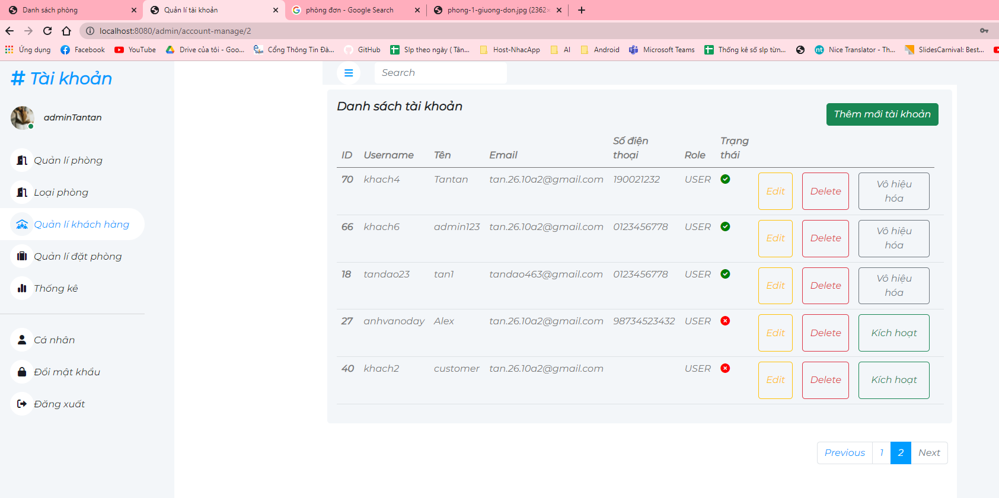 Danh sách phòng
Quản lí tài khoản
phòng đơn - Google Search
phong-1-giuong-don.jpg (2362×
localhost:8080/admin/account-manage/2
Ứng dụng
Facebook
YouTube
Drive của tôi - Goo...
Cổng Thông Tin Đà...
GitHub
Slp theo ngày ( Tân...
Host-NhacApp
AI
Android
Microsoft Teams
Thống kê số slp từn...
Nice Translator - Th...
SlidesCarnival: Best...
# Tài khoản
adminTantan
Quản lí phòng
Loại phòng
Quản lí khách hàng
Quản lí đặt phòng
Thống kê
Cá nhân
Đổi mật khẩu
Đăng xuất
Search
Danh sách tài khoản
Thêm mới tài khoản
ID Username Tên Email Số điện thoại Role Trạng thái
70 khach4 Tantan tan.26.10a2@gmail.com 190021232 USER Edit Delete Vô hiệu hóa
66 khach6 admin123 tan.26.10a2@gmail.com 0123456778 USER Edit Delete Vô hiệu hóa
18 tandao23 tan1 tandao463@gmail.com 0123456778 USER Edit Delete Vô hiệu hóa
27 anhvanoday Alex tan.26.10a2@gmail.com 98734523432 USER Edit Delete Kích hoạt
40 khach2 customer tan.26.10a2@gmail.com USER Edit Delete Kích hoạt
Previous 1 2 Next